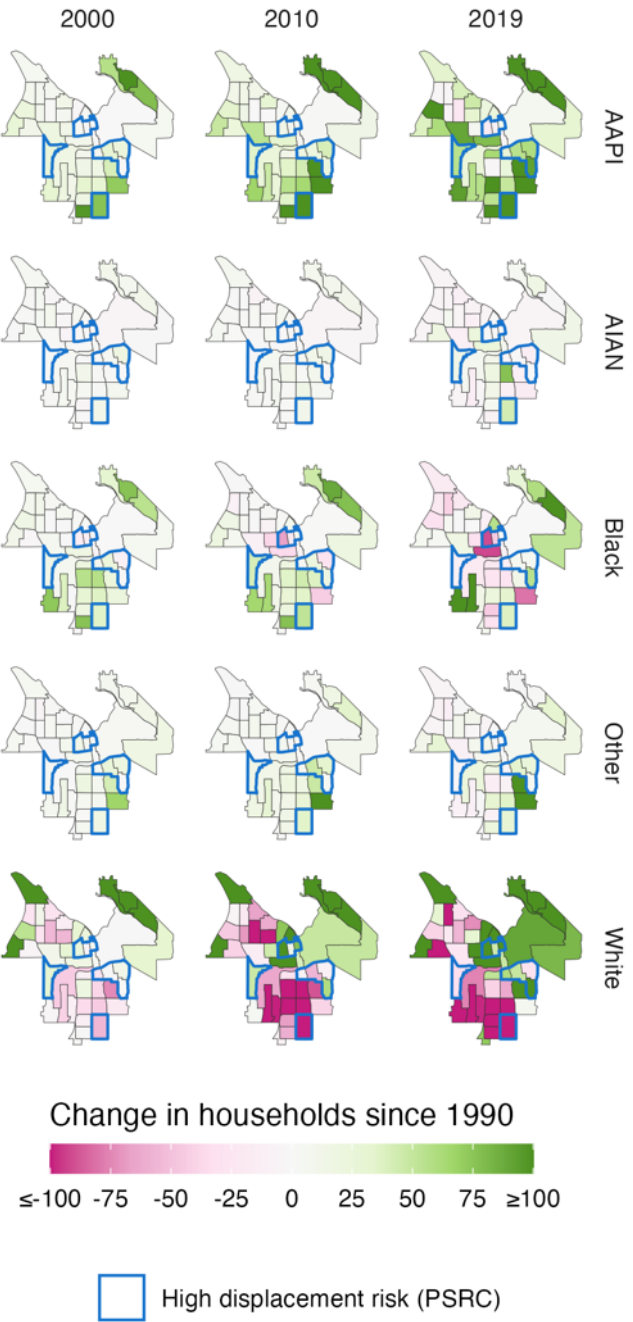 2000 2010 2019
AAPI
AIAN
Black
Other
White
Change in households since 1990
≤-100 -75 -50 -25 0 25 50 75 ≥100
High displacement risk (PSRC)